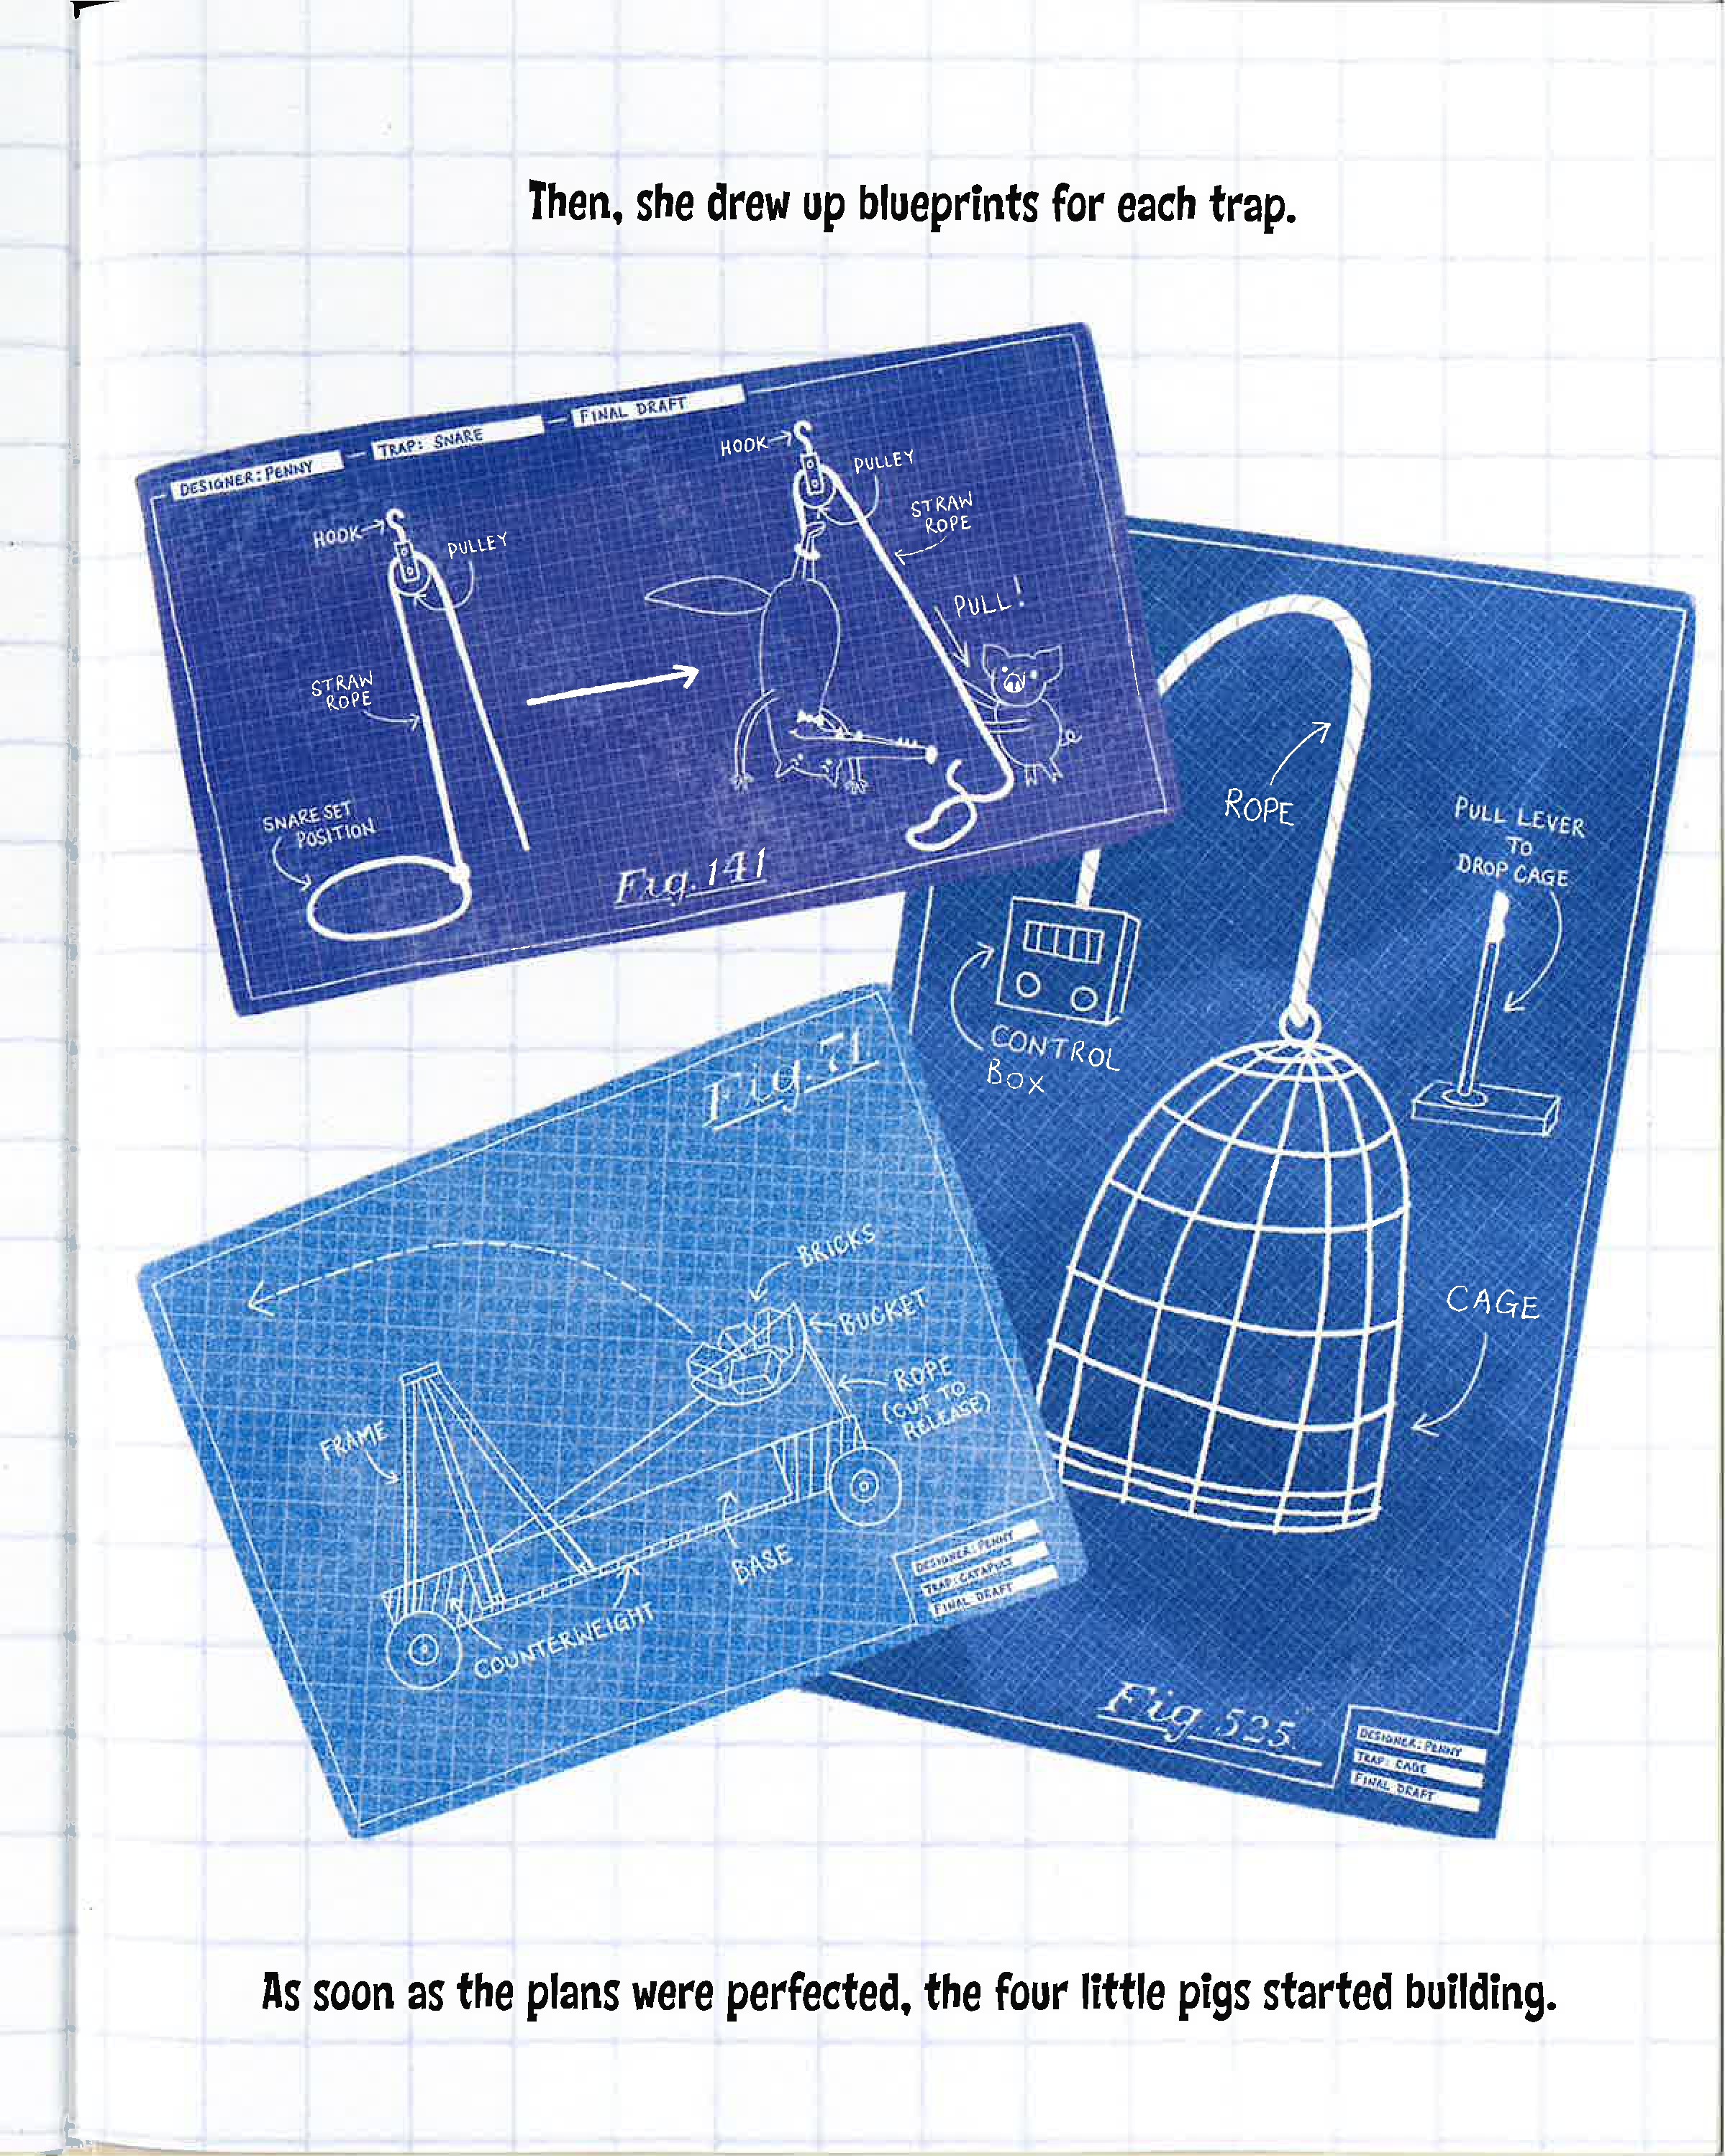 Then, she drew up blueprints for each trap.
DESIGNER: PENNY
TRAP: SNARE
FINAL DRAFT
HOOK
PULLEY
STRAW
ROPE
SNARE SET
POSITION
HOOK
PULLEY
STRAW
ROPE
PULL!
Fig. 141
ROPE
PULL LEVER
TO
DROP CAGE
CONTROL
BOX
CAGE
Fig 525
DESIGNER: PENNY
TRAP: CAGE
FINAL DRAFT
Fig. 71
BRICKS
BUCKET
ROPE
(CUT TO
RELEASE)
FRAME
BASE
COUNTERWEIGHT
DESIGNER: PENNY
TRAP: CATAPULT
FINAL DRAFT
As soon as the plans were perfected, the four little pigs started building.